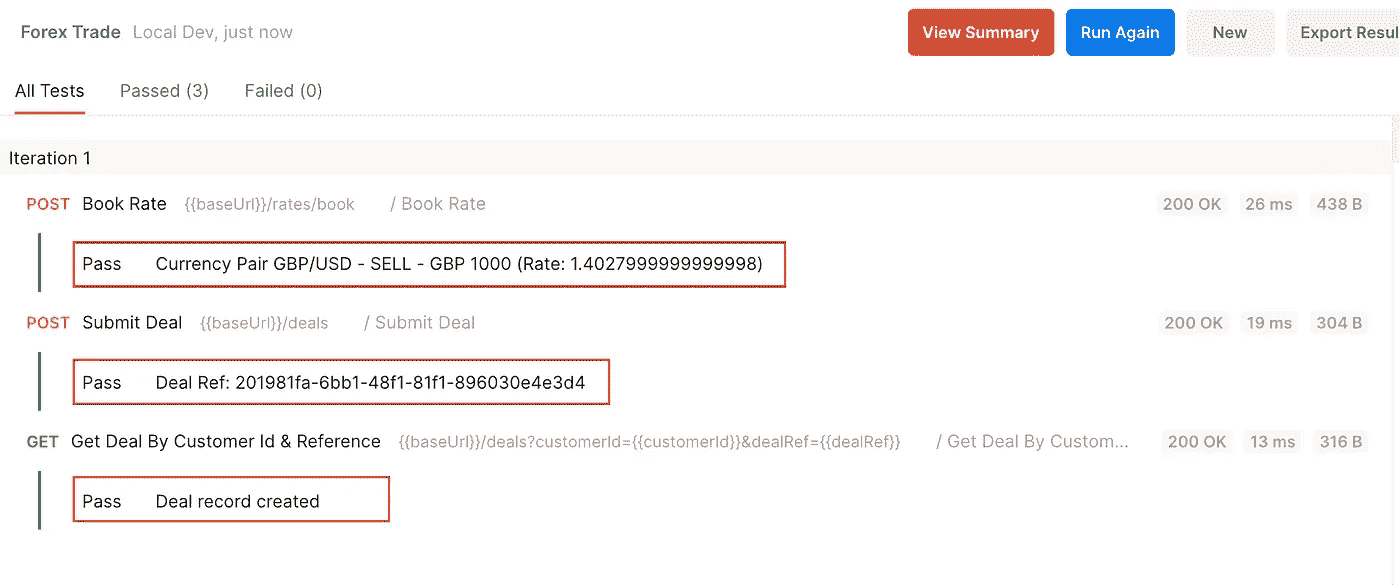 Forex Trade Local Dev, just now View Summary Run Again New Export Resul
All Tests Passed (3) Failed (0)
Iteration 1
POST Book Rate {{baseUrl}}/rates/book / Book Rate 200 OK 26 ms 438 B
Pass Currency Pair GBP/USD - SELL - GBP 1000 (Rate: 1.4027999999999998)
POST Submit Deal {{baseUrl}}/deals / Submit Deal 200 OK 19 ms 304 B
Pass Deal Ref: 201981fa-6bb1-48f1-81f1-896030e4e3d4
GET Get Deal By Customer Id & Reference {{baseUrl}}/deals?customerId={{customerId}}&dealRef={{dealRef}} / Get Deal By Custom... 200 OK 13 ms 316 B
Pass Deal record created